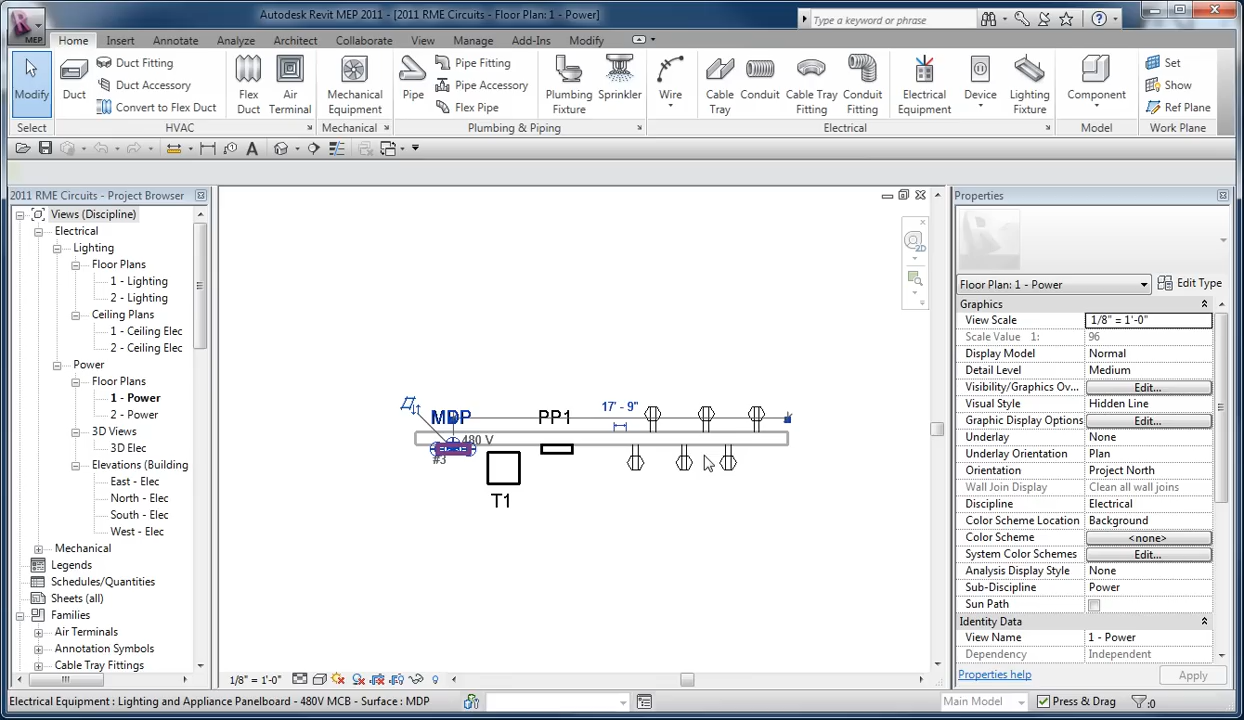 Autodesk Revit MEP 2011 - [2011 RME Circuits - Floor Plan: 1 - Power]
Type a keyword or phrase
MEP
Home Insert Annotate Analyze Architect Collaborate View Manage Add-Ins Modify
Modify
Duct
Duct Fitting
Duct Accessory
Convert to Flex Duct
Flex Duct
Air Terminal
Mechanical Equipment
Pipe
Pipe Fitting
Pipe Accessory
Flex Pipe
Plumbing Fixture
Sprinkler
Wire
Cable Tray
Conduit
Cable Tray Fitting
Conduit Fitting
Electrical Equipment
Device
Lighting Fixture
Component
Set
Show
Ref Plane
Select HVAC Mechanical Plumbing & Piping Electrical Model Work Plane
2011 RME Circuits - Project Browser
Views (Discipline)
Electrical
Lighting
Floor Plans
1 - Lighting
2 - Lighting
Ceiling Plans
1 - Ceiling Elec
2 - Ceiling Elec
Power
Floor Plans
1 - Power
2 - Power
3D Views
3D Elec
Elevations (Building
East - Elec
North - Elec
South - Elec
West - Elec
Mechanical
Legends
Schedules/Quantities
Sheets (all)
Families
Air Terminals
Annotation Symbols
Cable Tray Fittings
2D
MDP
PP1
17' - 9"
480 V
#3
T1
Properties
Floor Plan: 1 - Power
Edit Type
Graphics
View Scale 1/8" = 1'-0"
Scale Value 1: 96
Display Model Normal
Detail Level Medium
Visibility/Graphics Ov... Edit...
Visual Style Hidden Line
Graphic Display Options Edit...
Underlay None
Underlay Orientation Plan
Orientation Project North
Wall Join Display Clean all wall joins
Discipline Electrical
Color Scheme Location Background
Color Scheme <none>
System Color Schemes Edit...
Analysis Display Style None
Sub-Discipline Power
Sun Path
Identity Data
View Name 1 - Power
Dependency Independent
Properties help
Apply
1/8" = 1'-0"
Electrical Equipment : Lighting and Appliance Panelboard - 480V MCB - Surface : MDP
Main Model
Press & Drag
:0